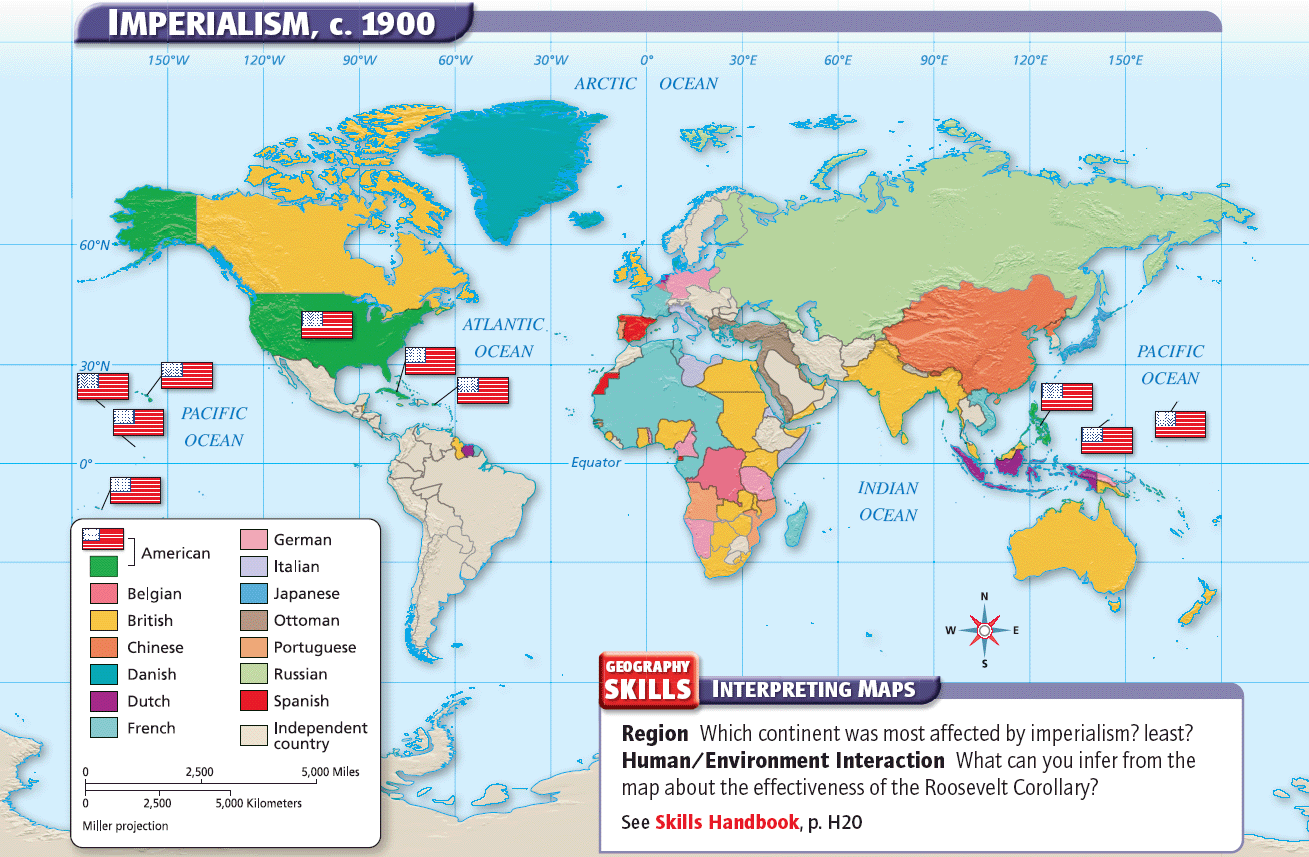 IMPERIALISM, c. 1900
150°W 120°W 90°W 60°W 30°W 0° 30°E 60°E 90°E 120°E 150°E
ARCTIC OCEAN
60°N
ATLANTIC
OCEAN
30°N
PACIFIC
OCEAN
PACIFIC
OCEAN
0°
Equator
INDIAN
OCEAN
American
Belgian
British
Chinese
Danish
Dutch
French
German
Italian
Japanese
Ottoman
Portuguese
Russian
Spanish
Independent
country
0 2,500 5,000 Miles
0 2,500 5,000 Kilometers
Miller projection
N
W E
S
GEOGRAPHY
SKILLS
INTERPRETING MAPS
Region Which continent was most affected by imperialism? least?
Human/Environment Interaction What can you infer from the
map about the effectiveness of the Roosevelt Corollary?
See Skills Handbook, p. H20